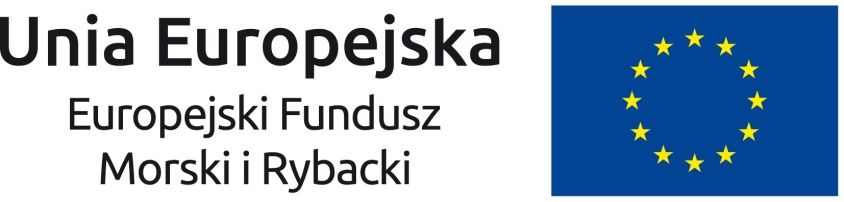 Unia Europejska
Europejski Fundusz
Morski i Rybacki